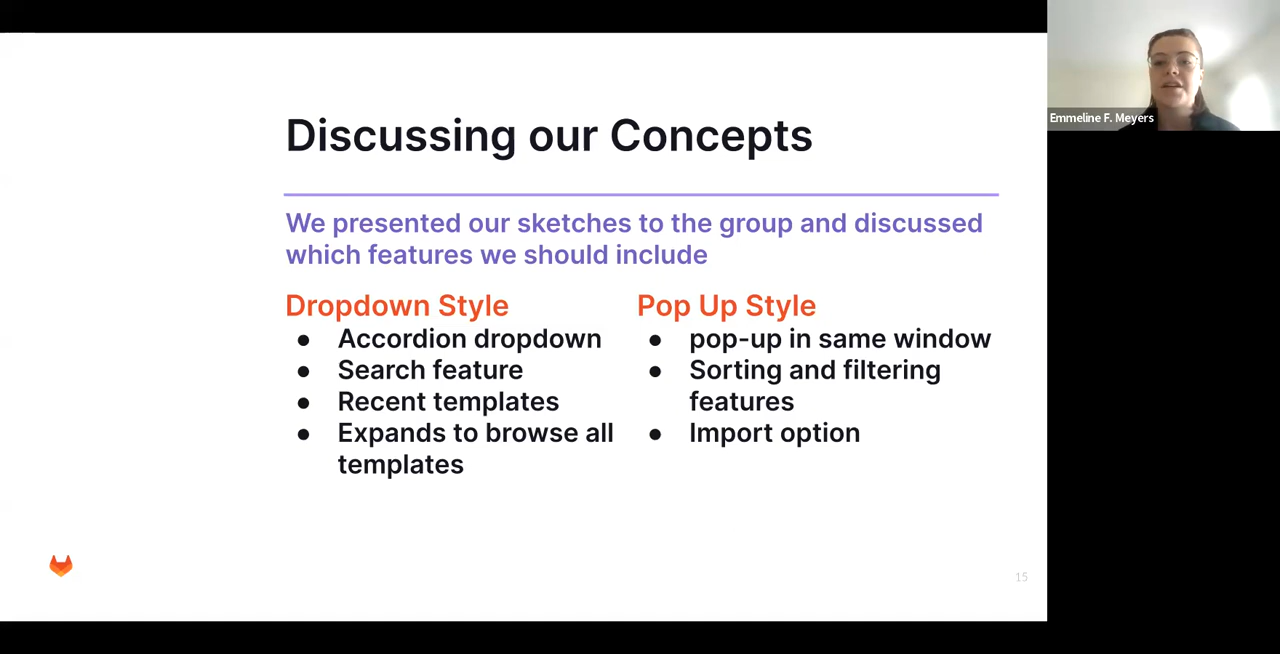 Discussing our Concepts
We presented our sketches to the group and discussed
which features we should include
Dropdown Style
● Accordion dropdown
● Search feature
● Recent templates
● Expands to browse all
templates
Pop Up Style
● pop-up in same window
● Sorting and filtering
features
● Import option
15
Emmeline F. Meyers